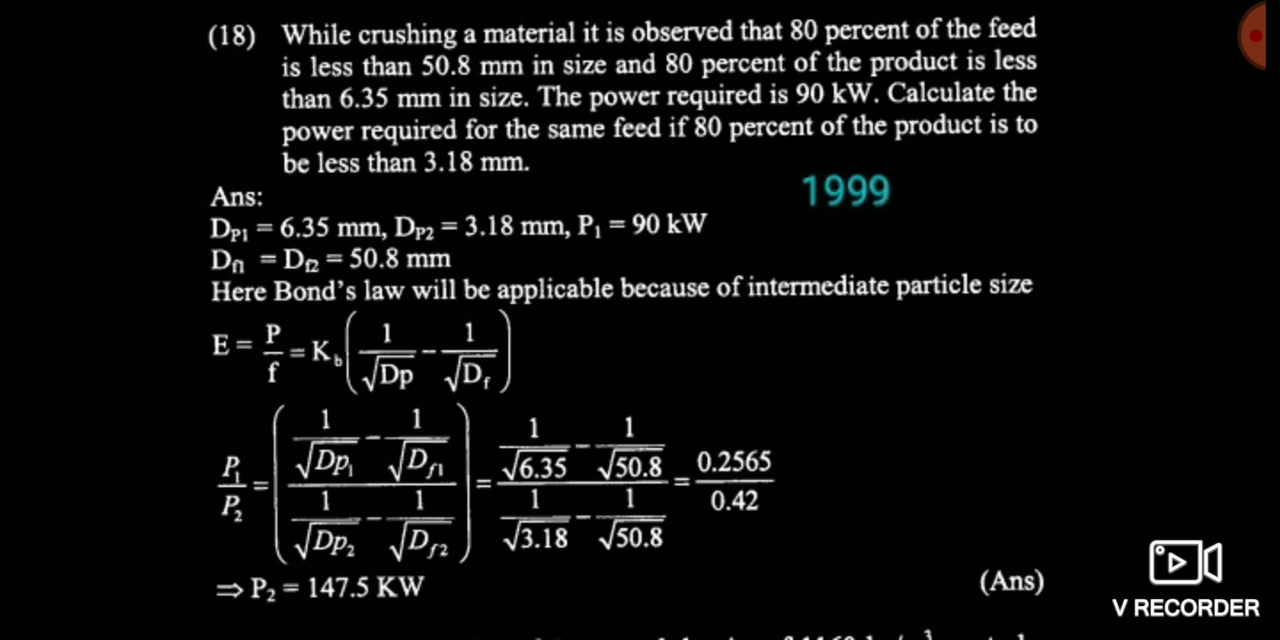 (18) While crushing a material it is observed that 80 percent of the feed
is less than 50.8 mm in size and 80 percent of the product is less
than 6.35 mm in size. The power required is 90 kW. Calculate the
power required for the same feed if 80 percent of the product is to
be less than 3.18 mm.
1999
Ans:
D_P1 = 6.35 mm, D_P2 = 3.18 mm, P_1 = 90 kW
D_f1 = D_f2 = 50.8 mm
Here Bond's law will be applicable because of intermediate particle size
E = P/f = K_b (1/√Dp − 1/√D_f)
P_1/P_2 = ((1/√Dp_1 − 1/√D_f1)/(1/√Dp_2 − 1/√D_f2)) = (1/√6.35 − 1/√50.8)/(1/√3.18 − 1/√50.8) = 0.2565/0.42
⇒ P_2 = 147.5 KW (Ans)
V RECORDER